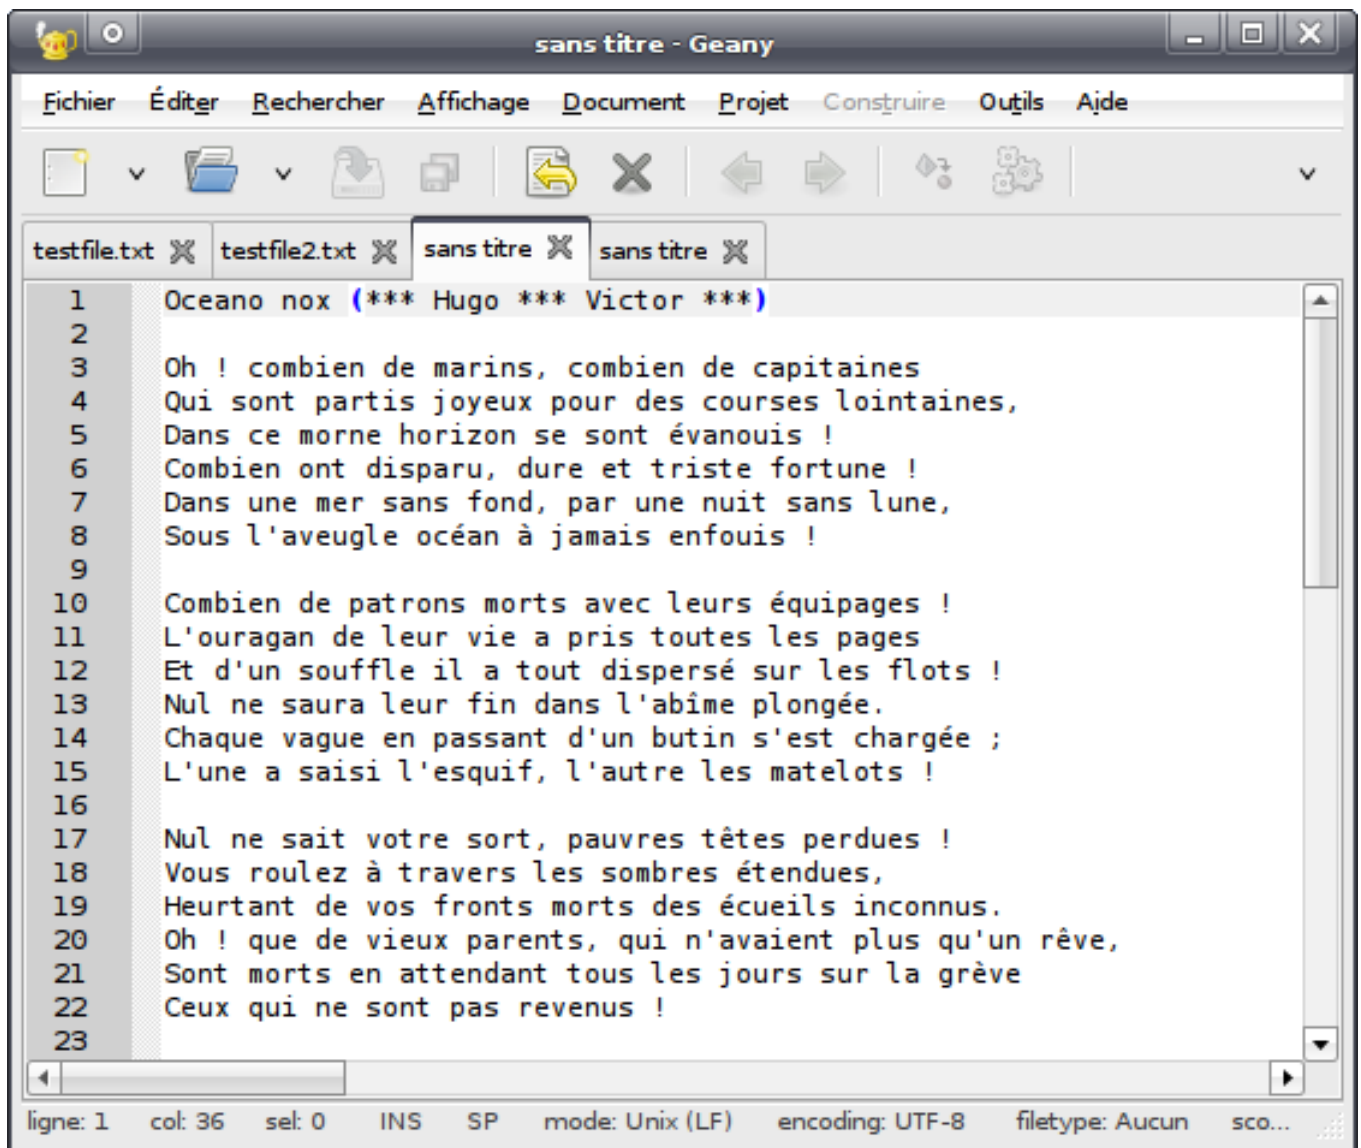 sans titre - Geany
Fichier Éditer Rechercher Affichage Document Projet Construire Outils Aide
testfile.txt testfile2.txt sans titre sans titre
1 Oceano nox (*** Hugo *** Victor ***)
2
3 Oh ! combien de marins, combien de capitaines
4 Qui sont partis joyeux pour des courses lointaines,
5 Dans ce morne horizon se sont évanouis !
6 Combien ont disparu, dure et triste fortune !
7 Dans une mer sans fond, par une nuit sans lune,
8 Sous l'aveugle océan à jamais enfouis !
9
10 Combien de patrons morts avec leurs équipages !
11 L'ouragan de leur vie a pris toutes les pages
12 Et d'un souffle il a tout dispersé sur les flots !
13 Nul ne saura leur fin dans l'abîme plongée.
14 Chaque vague en passant d'un butin s'est chargée ;
15 L'une a saisi l'esquif, l'autre les matelots !
16
17 Nul ne sait votre sort, pauvres têtes perdues !
18 Vous roulez à travers les sombres étendues,
19 Heurtant de vos fronts morts des écueils inconnus.
20 Oh ! que de vieux parents, qui n'avaient plus qu'un rêve,
21 Sont morts en attendant tous les jours sur la grève
22 Ceux qui ne sont pas revenus !
23
ligne: 1 col: 36 sel: 0 INS SP mode: Unix (LF) encoding: UTF-8 filetype: Aucun sco...